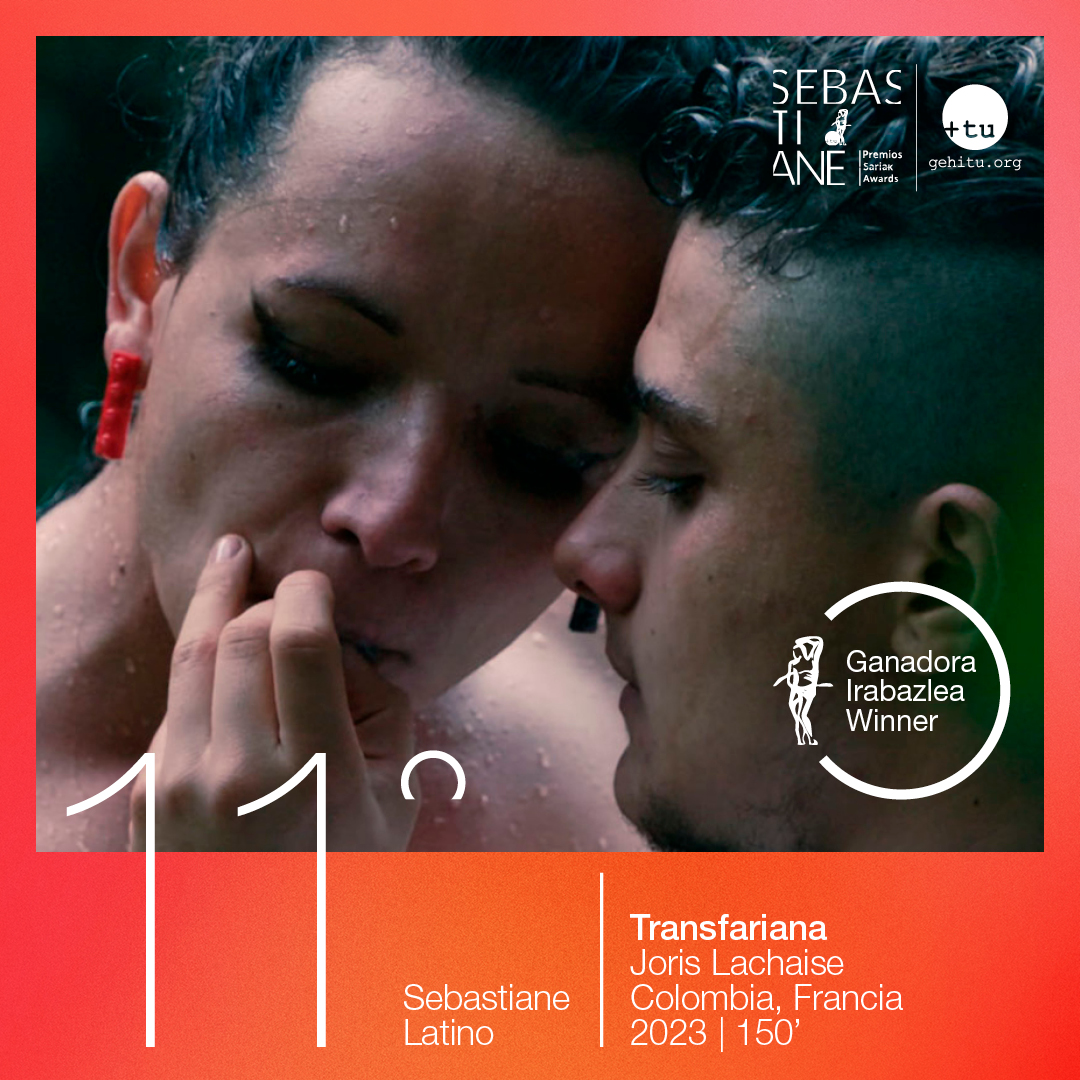 SEBAS
TI
ANE
Premios
Sariak
Awards
+tu
gehitu.org
Ganadora
Irabazlea
Winner
11°
Sebastiane
Latino
Transfariana
Joris Lachaise
Colombia, Francia
2023 | 150’